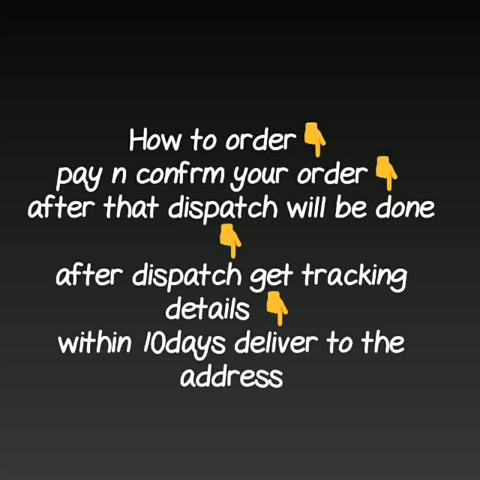 How to order👇
pay n confrm your order👇
after that dispatch will be done
👇
after dispatch get tracking
details 👇
within 10days deliver to the
address